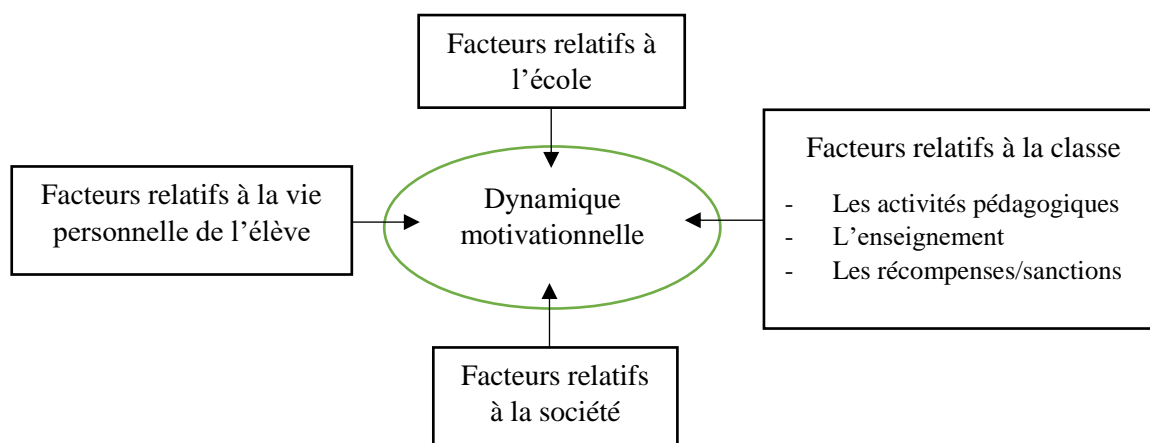 Facteurs relatifs à
l'école
Facteurs relatifs à la vie
personnelle de l'élève
Dynamique
motivationnelle
Facteurs relatifs à la classe
- Les activités pédagogiques
- L'enseignement
- Les récompenses/sanctions
Facteurs relatifs
à la société